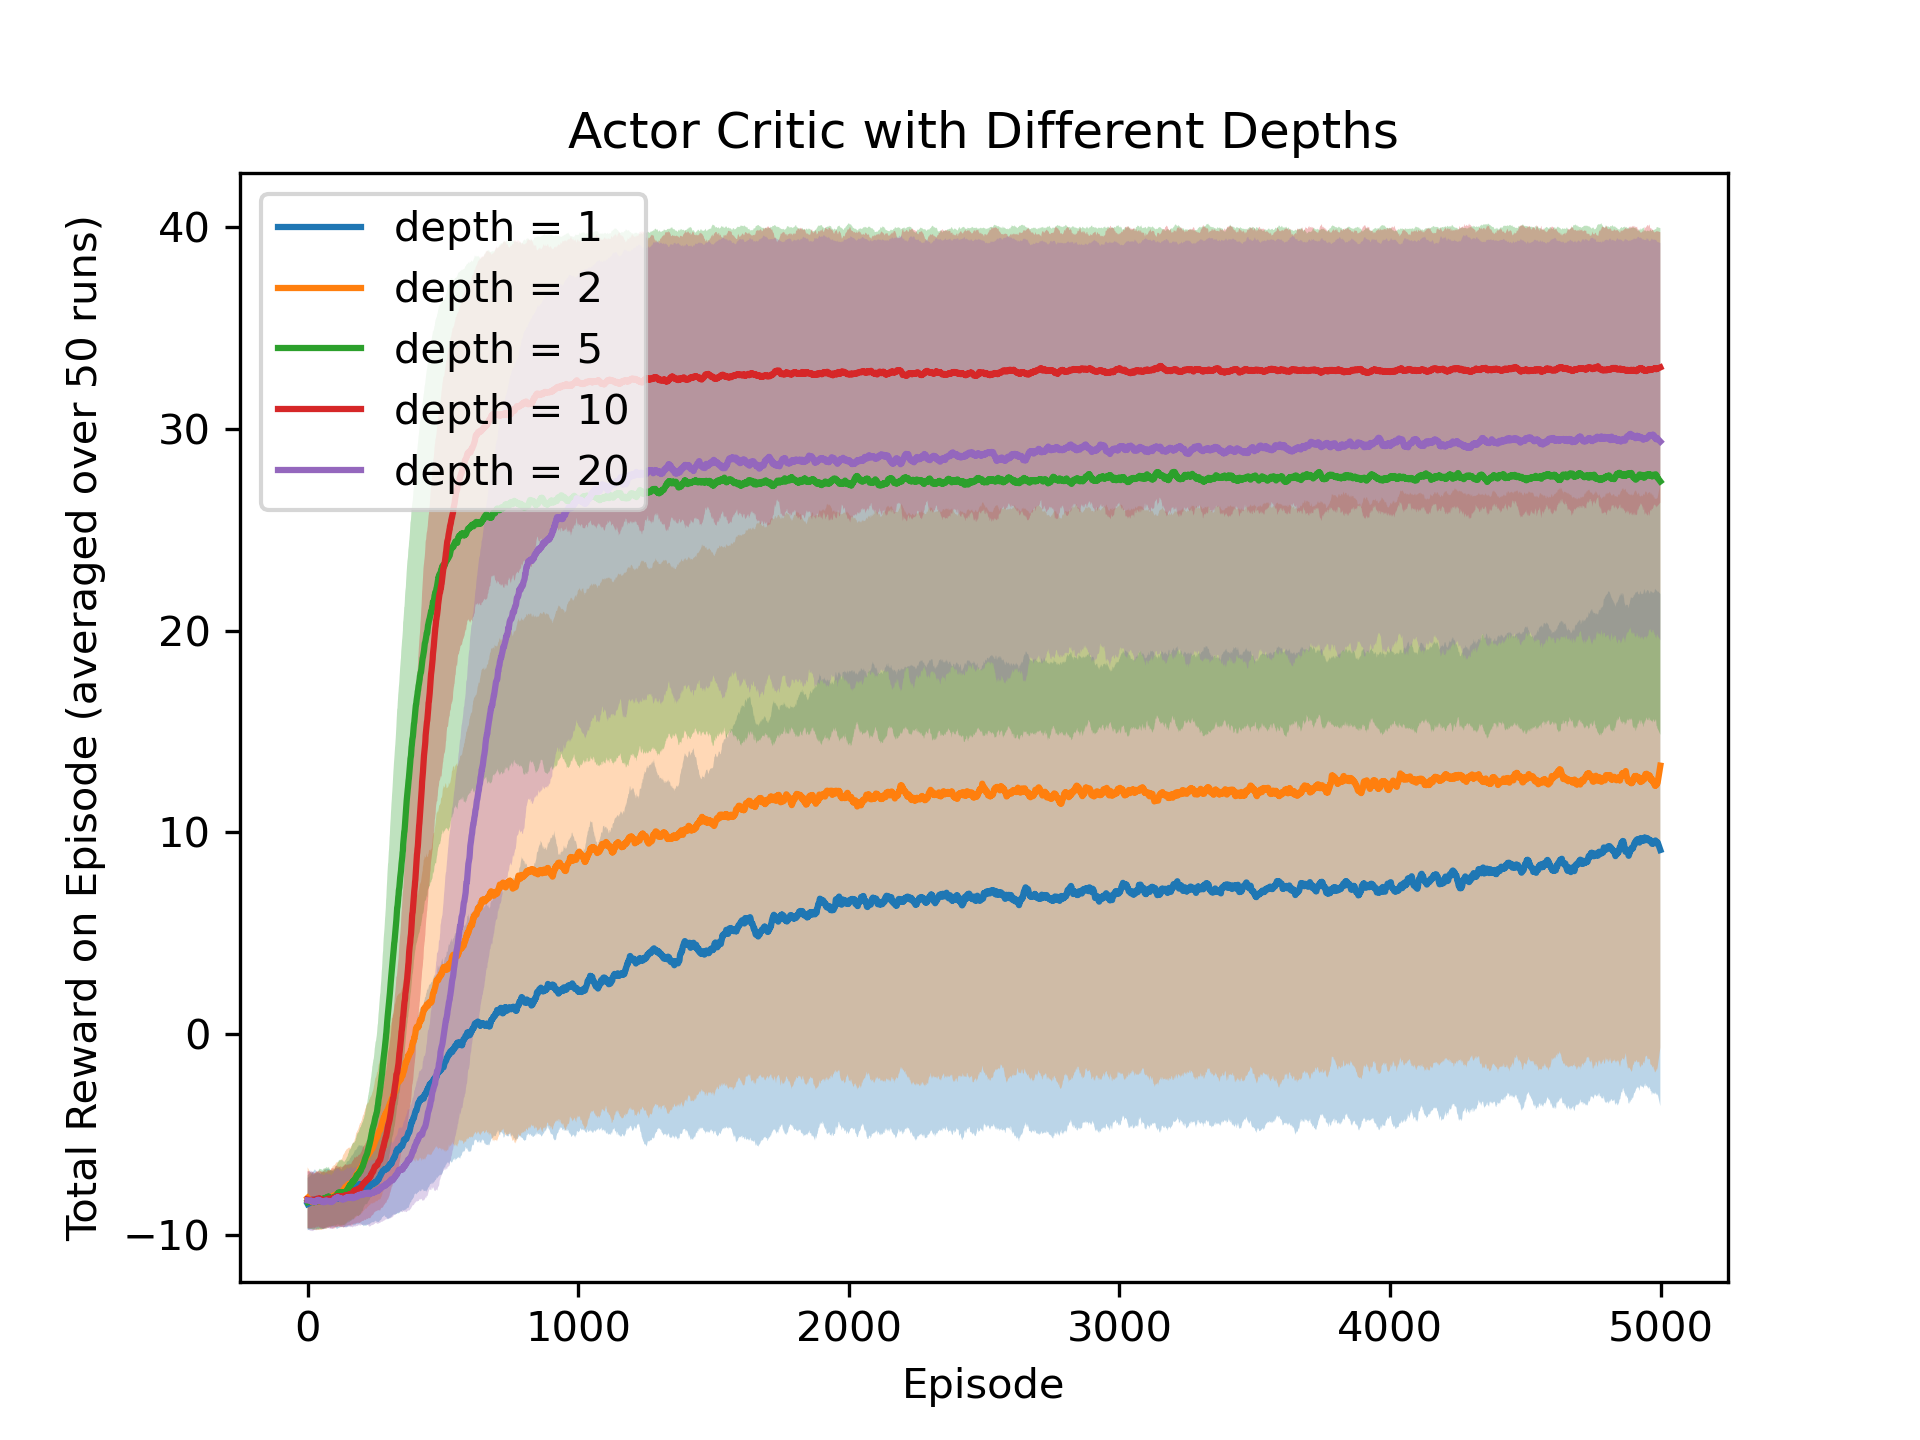 Actor Critic with Different Depths
depth = 1
depth = 2
depth = 5
depth = 10
depth = 20
Total Reward on Episode (averaged over 50 runs)
40
30
20
10
0
−10
0 1000 2000 3000 4000 5000
Episode